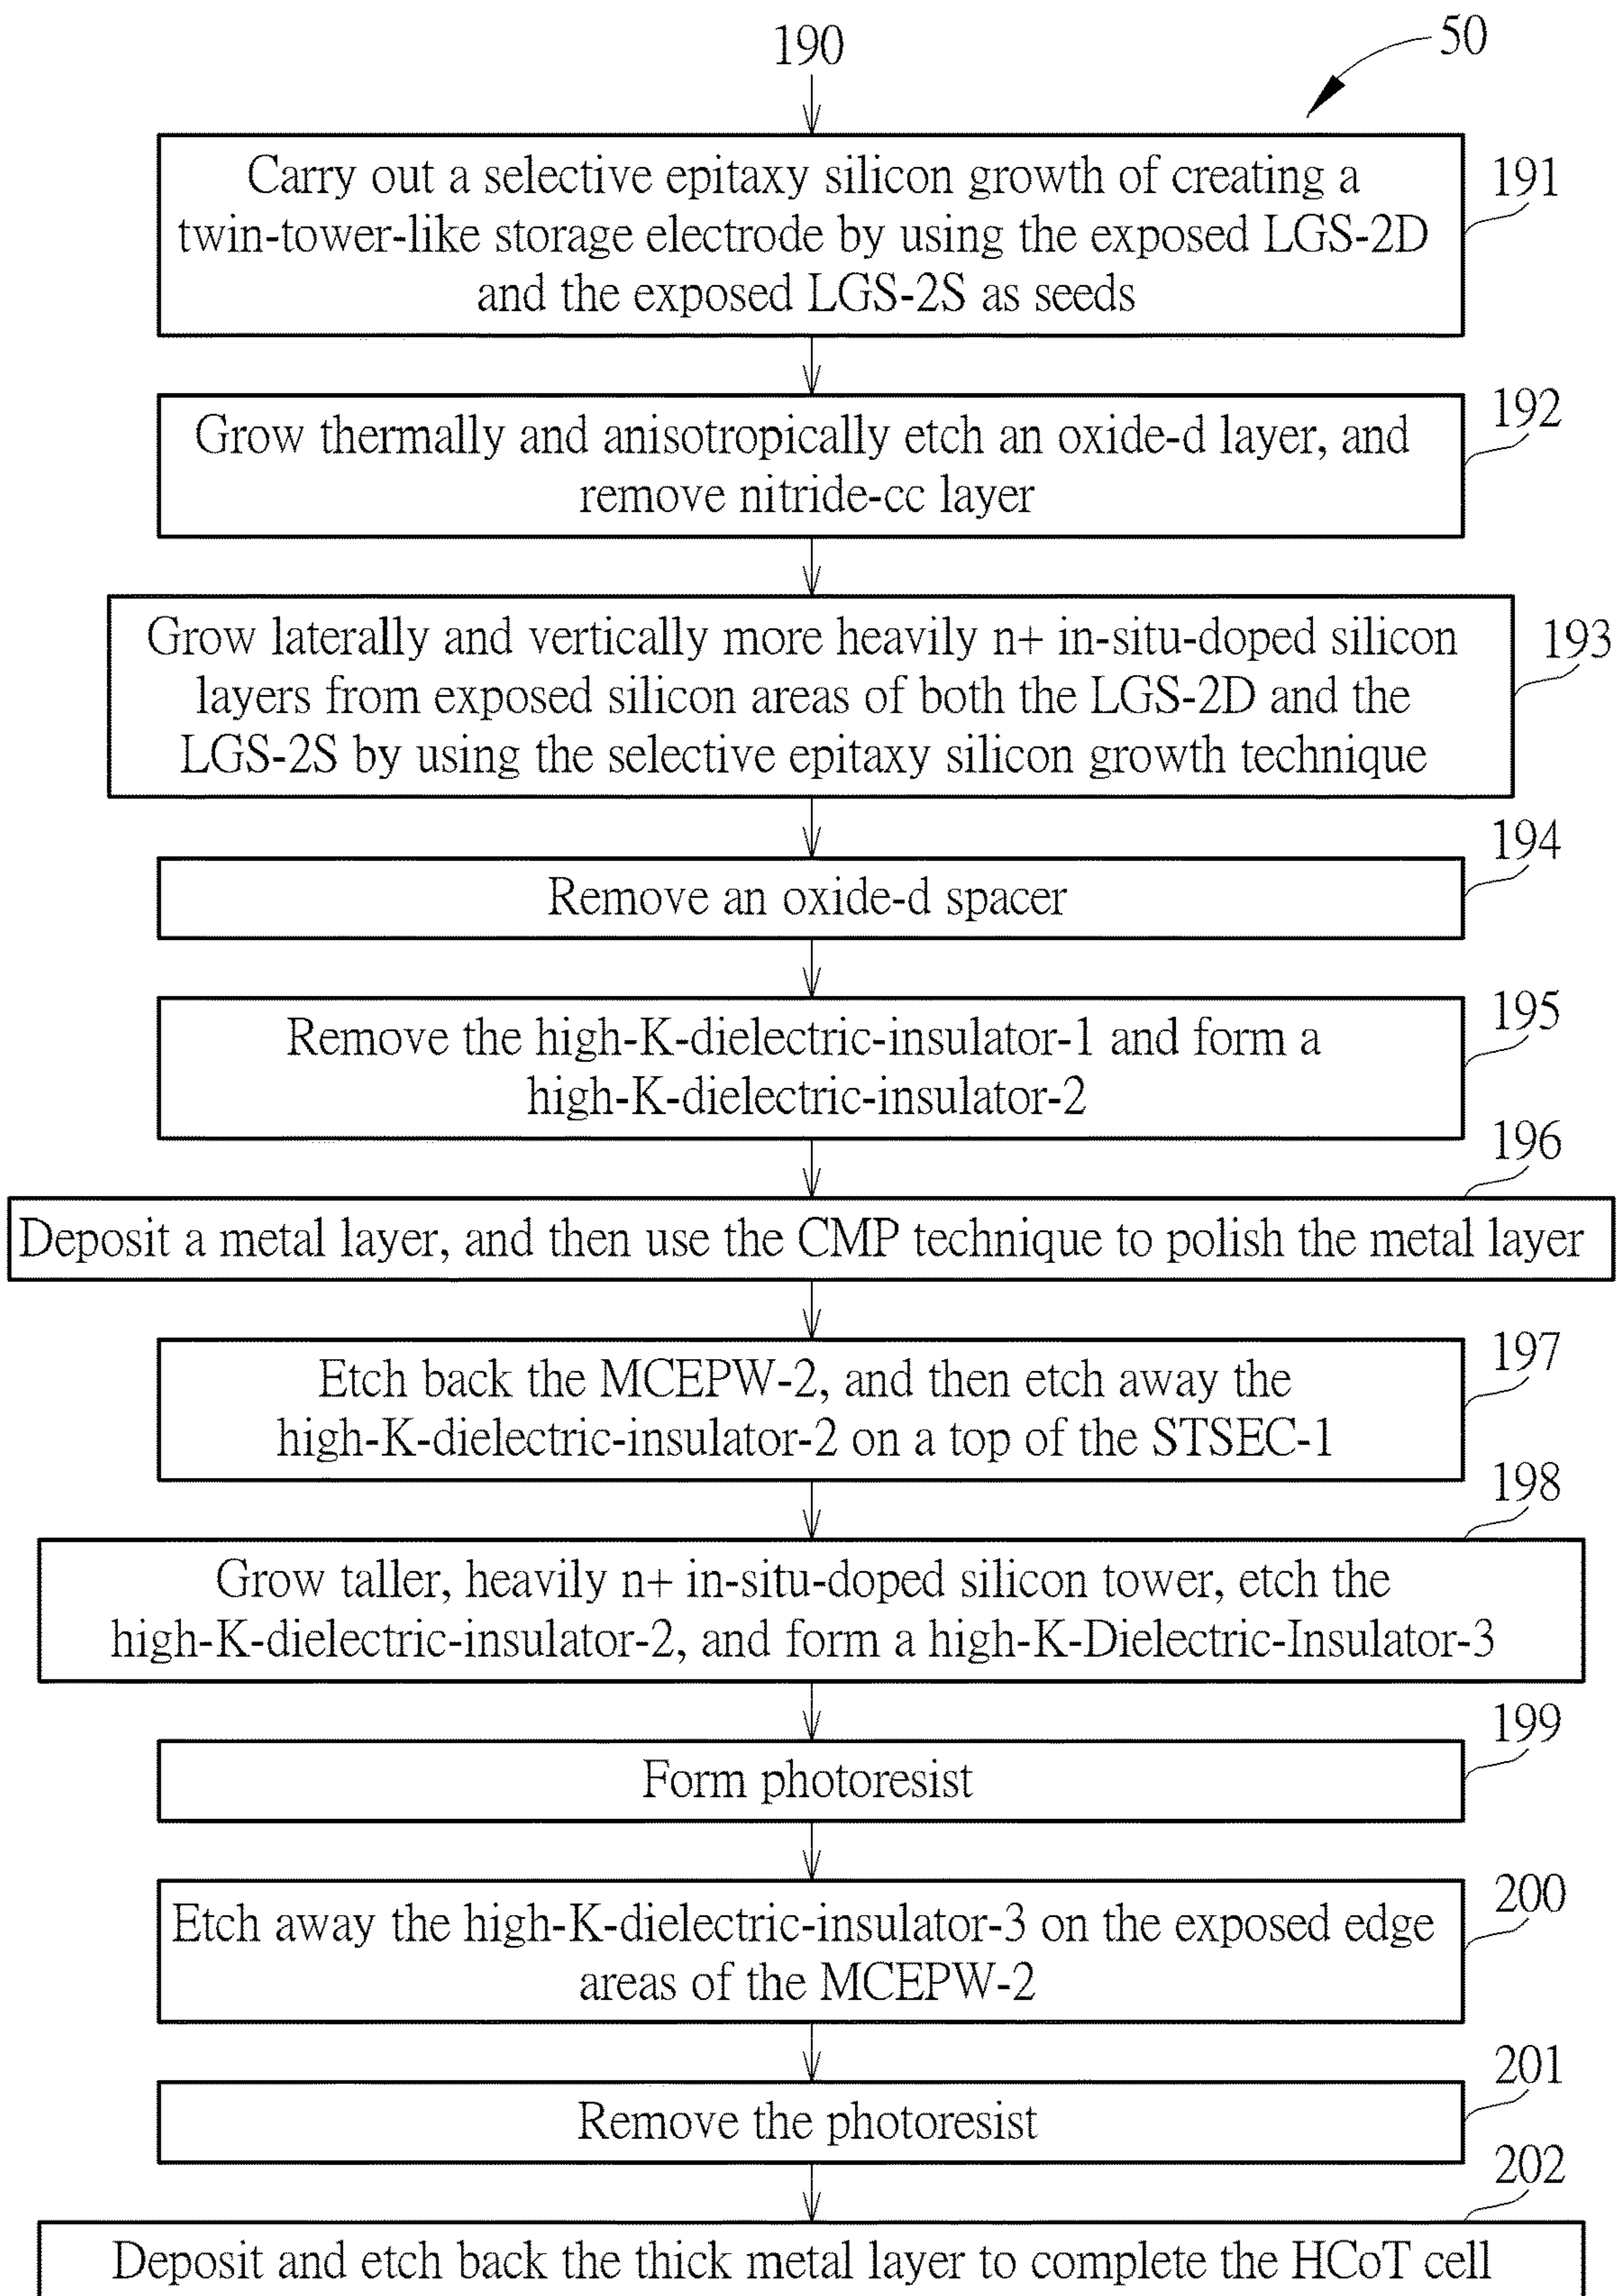 190
50
Carry out a selective epitaxy silicon growth of creating a
twin-tower-like storage electrode by using the exposed LGS-2D
and the exposed LGS-2S as seeds
191
Grow thermally and anisotropically etch an oxide-d layer, and
remove nitride-cc layer
192
Grow laterally and vertically more heavily n+ in-situ-doped silicon
layers from exposed silicon areas of both the LGS-2D and the
LGS-2S by using the selective epitaxy silicon growth technique
193
Remove an oxide-d spacer
194
Remove the high-K-dielectric-insulator-1 and form a
high-K-dielectric-insulator-2
195
196
Deposit a metal layer, and then use the CMP technique to polish the metal layer
Etch back the MCEPW-2, and then etch away the
high-K-dielectric-insulator-2 on a top of the STSEC-1
197
198
Grow taller, heavily n+ in-situ-doped silicon tower, etch the
high-K-dielectric-insulator-2, and form a high-K-Dielectric-Insulator-3
199
Form photoresist
Etch away the high-K-dielectric-insulator-3 on the exposed edge
areas of the MCEPW-2
200
201
Remove the photoresist
202
Deposit and etch back the thick metal layer to complete the HCoT cell